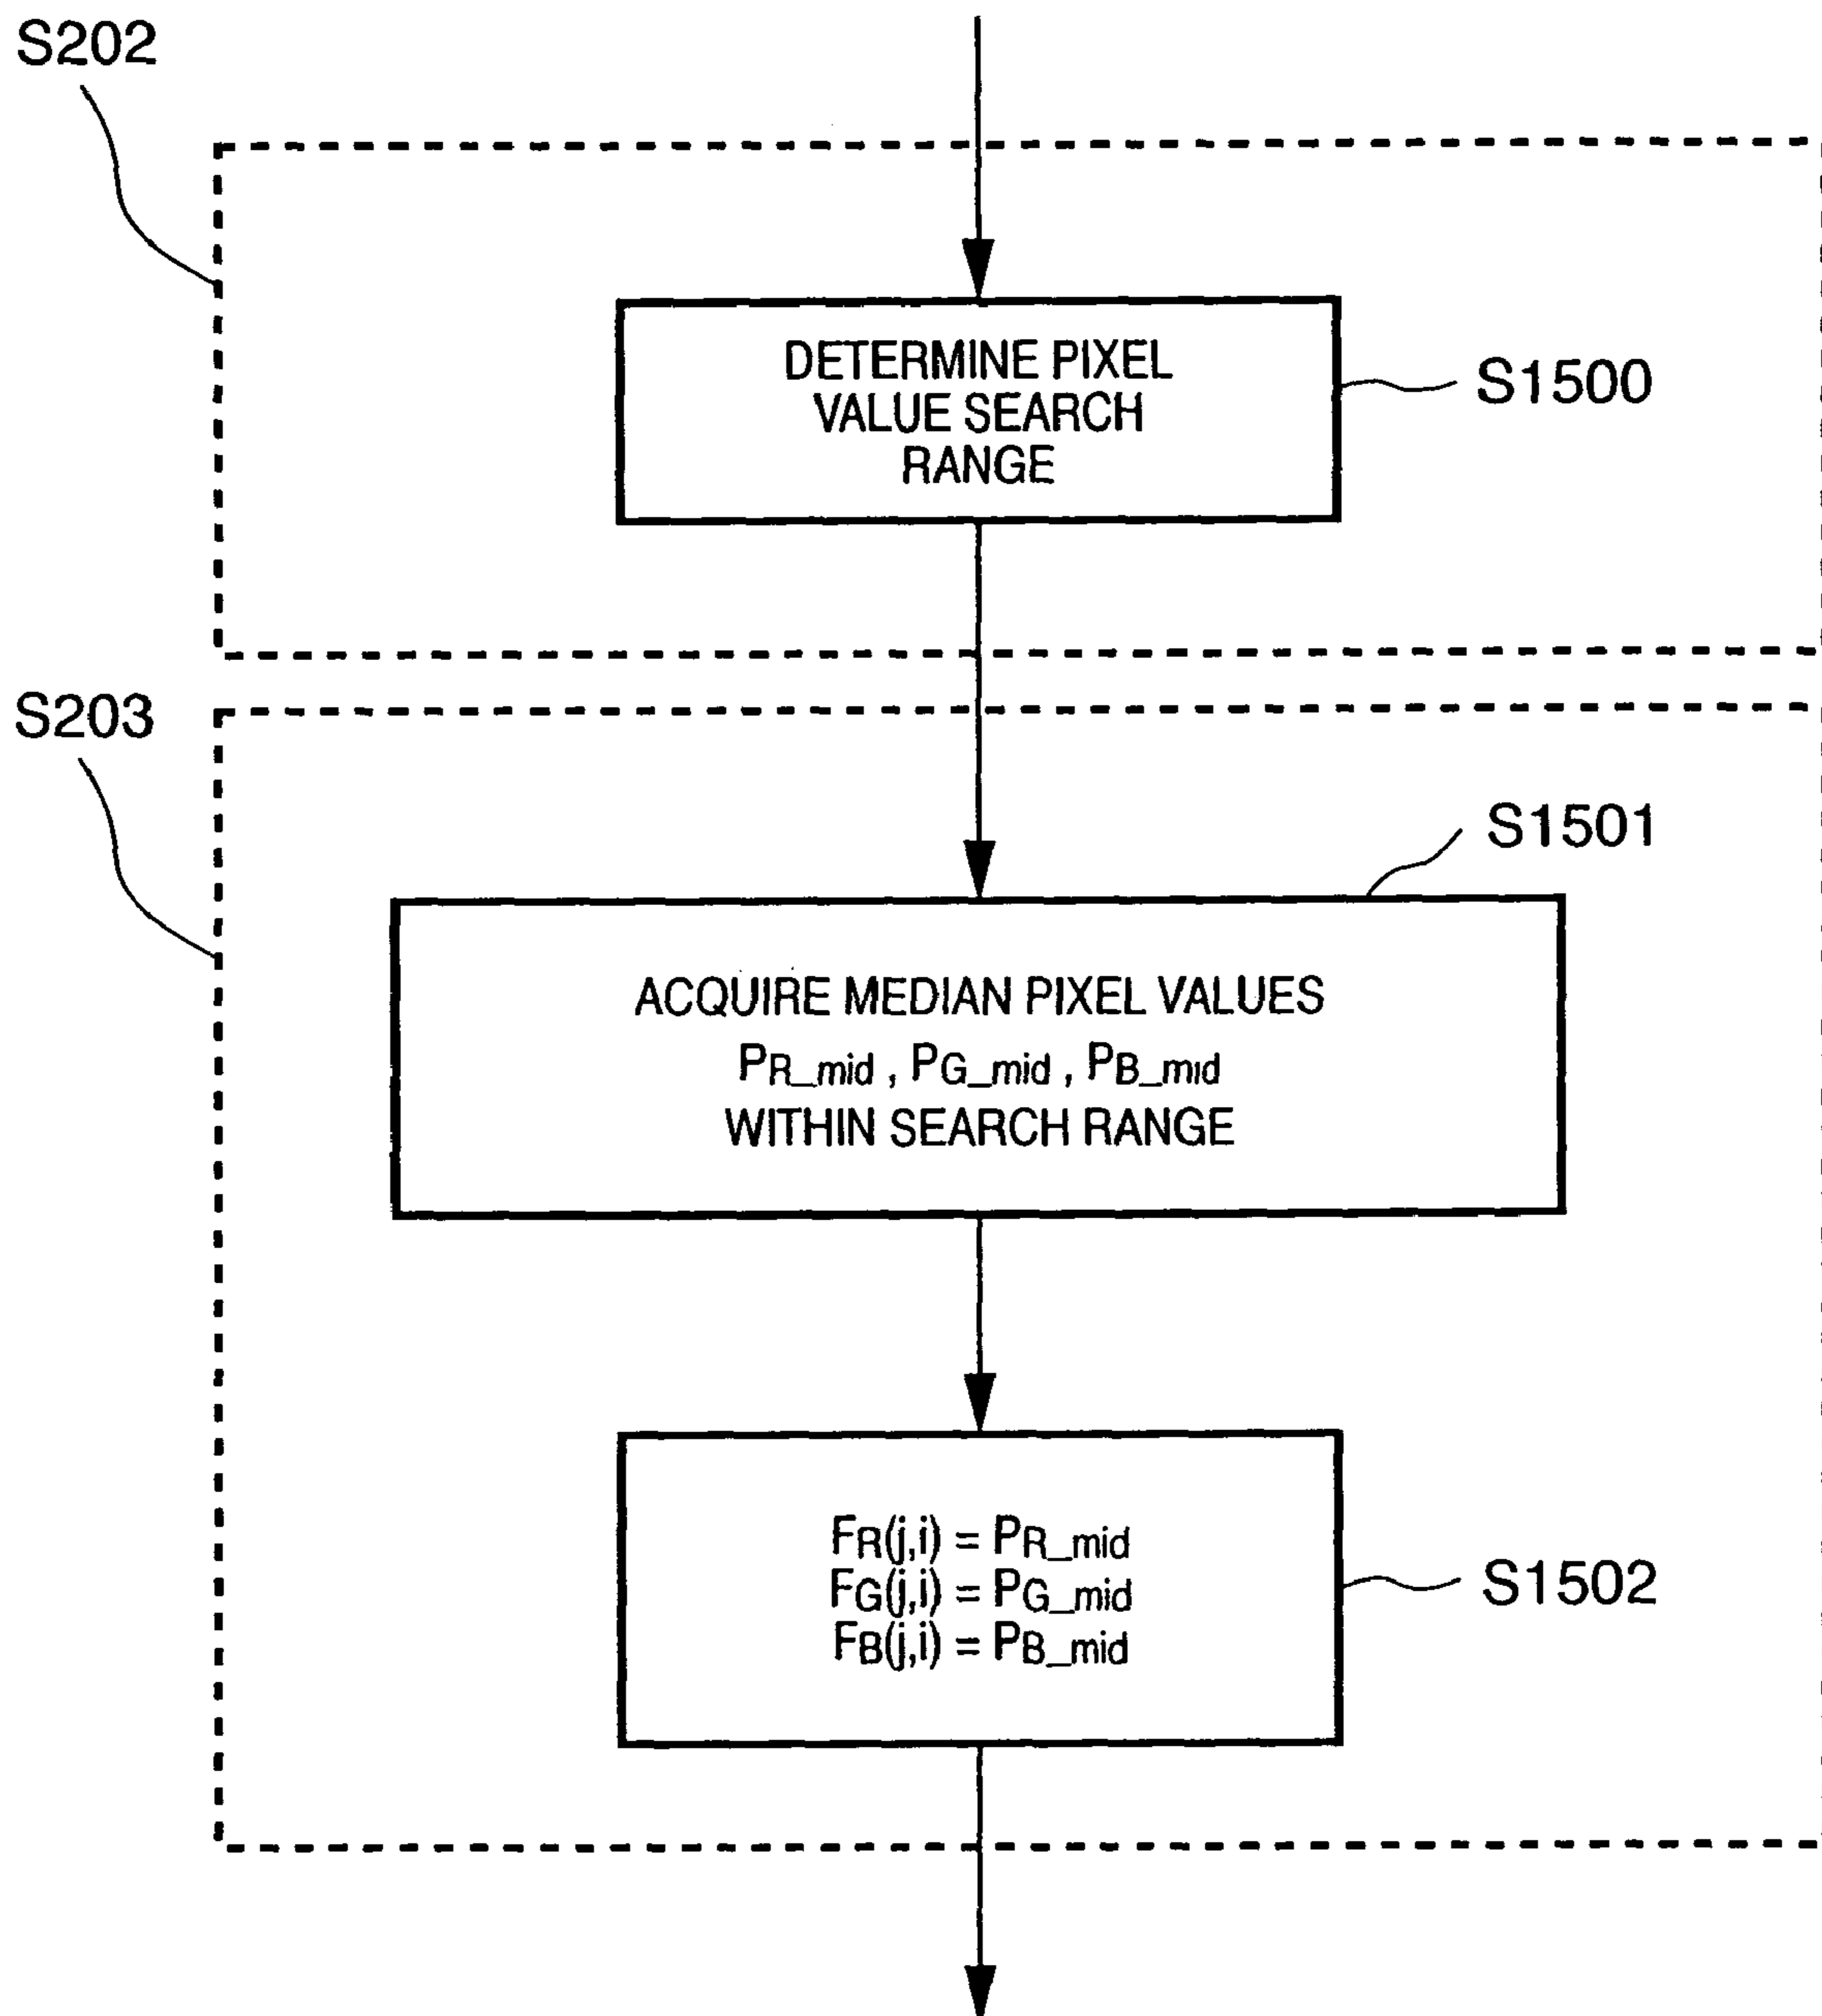 S202
DETERMINE PIXEL
VALUE SEARCH
RANGE
S1500
S203
S1501
ACQUIRE MEDIAN PIXEL VALUES
PR_mid , PG_mid , PB_mid
WITHIN SEARCH RANGE
FR(j,i) = PR_mid
FG(j,i) = PG_mid
FB(j,i) = PB_mid
S1502